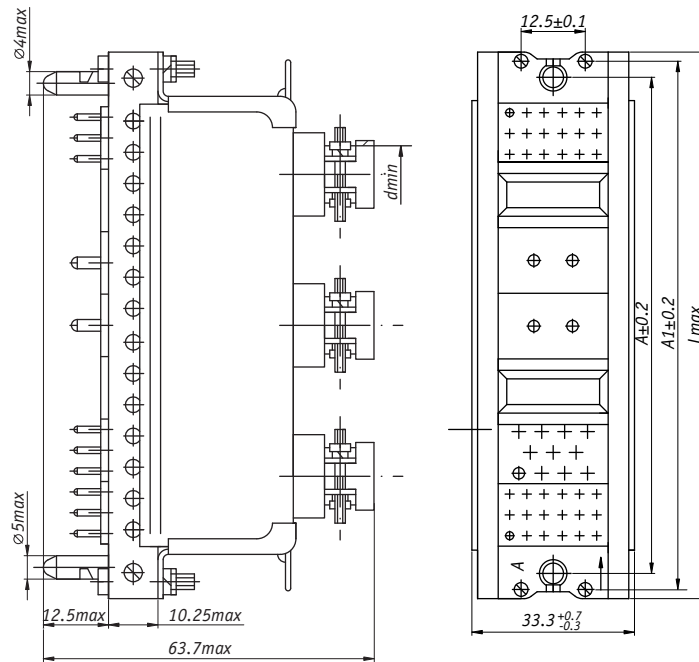 Ø4max
12.5±0.1
dmin
A±0.2
A1±0.2
Lmax
Ø5max
A
12.5max
10.25max
63.7max
33.3 +0.7 -0.3